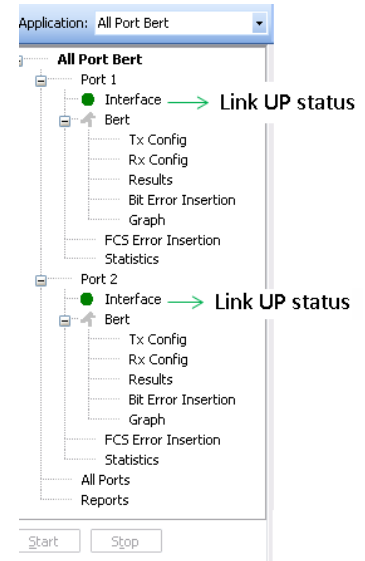 Application: All Port Bert
All Port Bert
Port 1
Interface Link UP status
Bert
Tx Config
Rx Config
Results
Bit Error Insertion
Graph
FCS Error Insertion
Statistics
Port 2
Interface Link UP status
Bert
Tx Config
Rx Config
Results
Bit Error Insertion
Graph
FCS Error Insertion
Statistics
All Ports
Reports
Start Stop